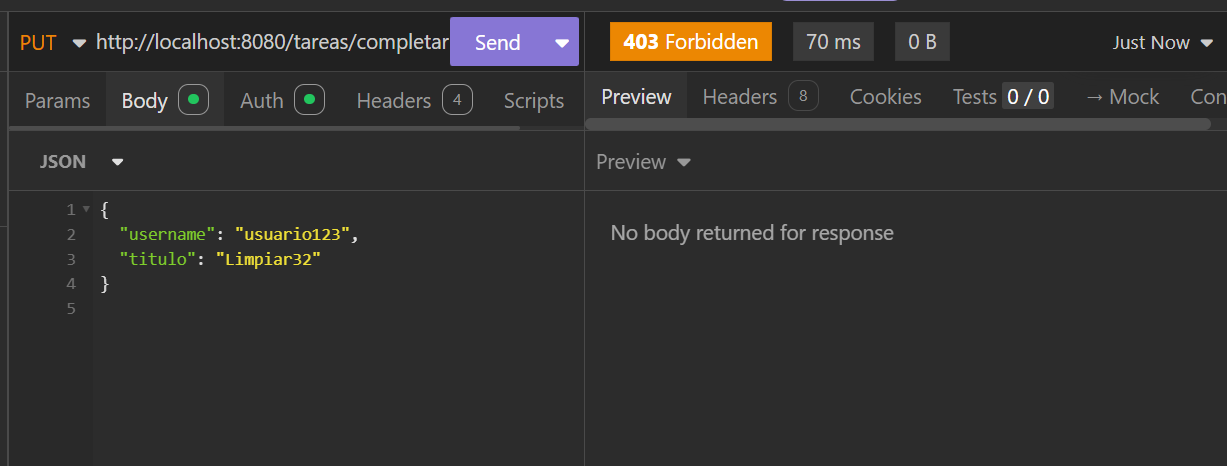 PUT http://localhost:8080/tareas/completar Send 403 Forbidden 70 ms 0 B Just Now
Params Body Auth Headers 4 Scripts Preview Headers 8 Cookies Tests 0 / 0 → Mock Con
JSON Preview
1 {
2 "username": "usuario123",
3 "titulo": "Limpiar32"
4 }
5
No body returned for response